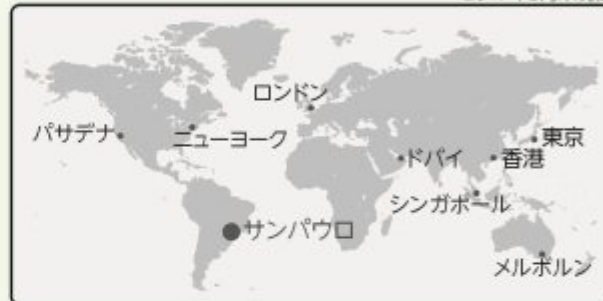 ロンドン
パサデナ
ニューヨーク
東京
ドバイ
香港
シンガポール
サンパウロ
メルボルン